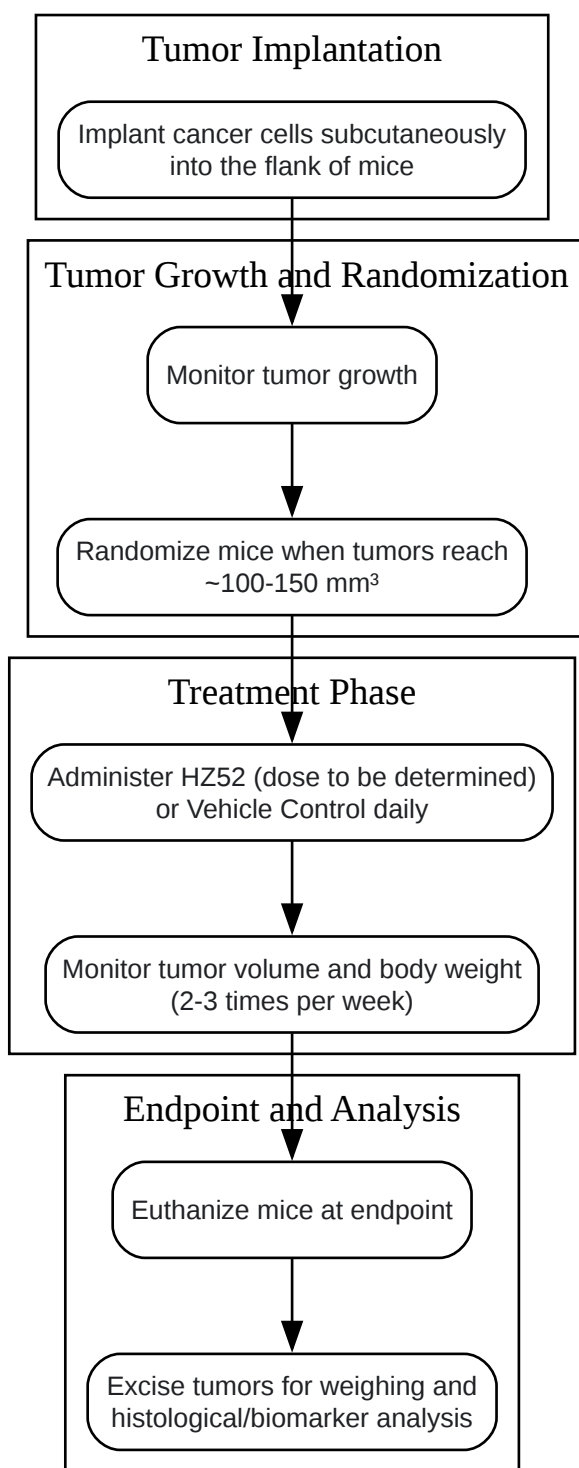 Tumor Implantation
Implant cancer cells subcutaneously
into the flank of mice
Tumor Growth and Randomization
Monitor tumor growth
Randomize mice when tumors reach
~100-150 mm³
Treatment Phase
Administer HZ52 (dose to be determined)
or Vehicle Control daily
Monitor tumor volume and body weight
(2-3 times per week)
Endpoint and Analysis
Euthanize mice at endpoint
Excise tumors for weighing and
histological/biomarker analysis